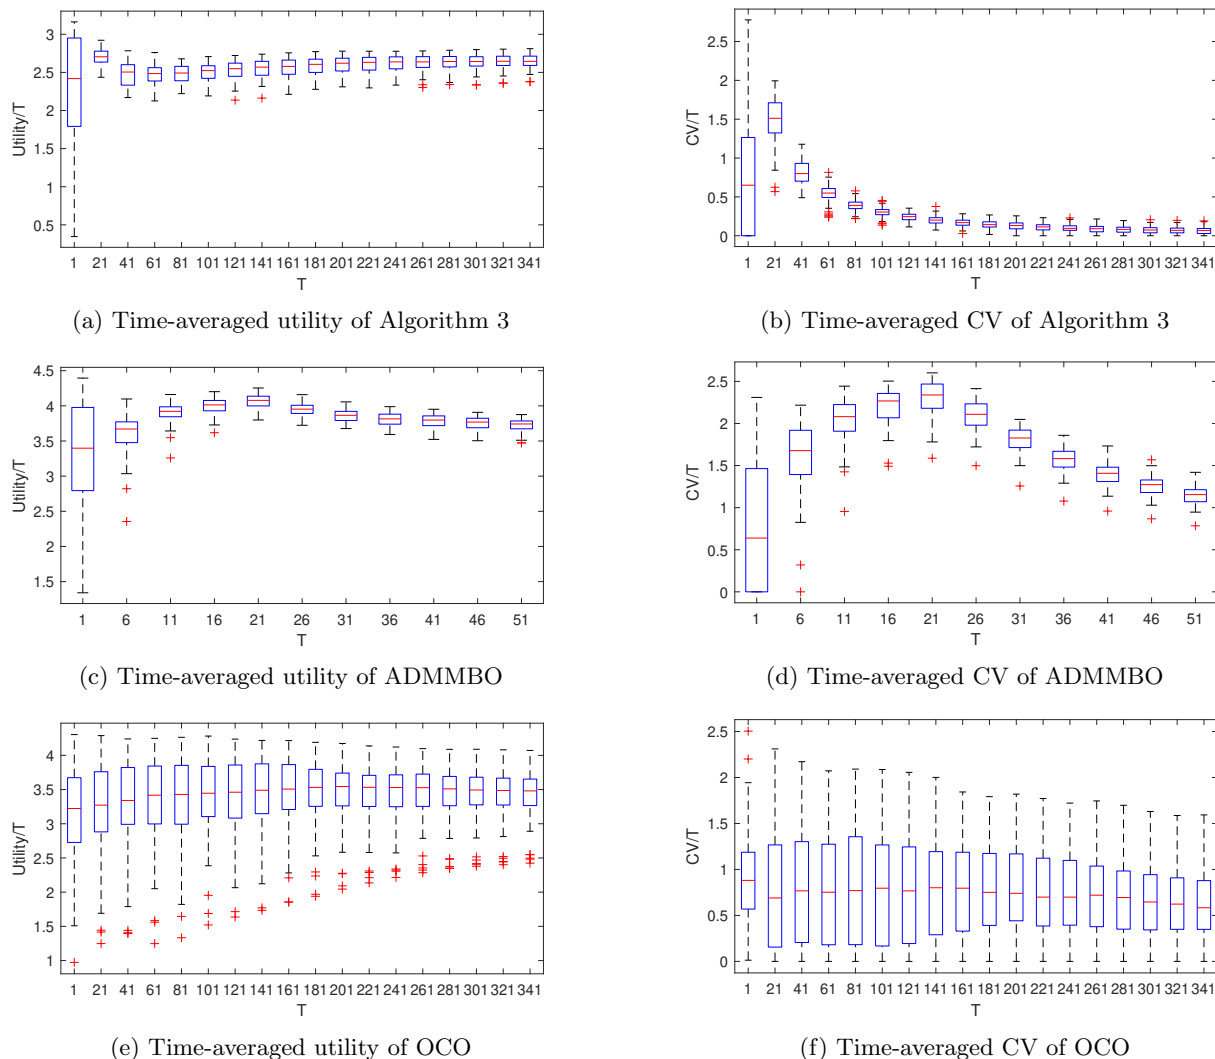 3
2.5
2
1.5
1
0.5
Utility/T
1 21 41 61 81 101 121 141 161 181 201 221 241 261 281 301 321 341
T
(a) Time-averaged utility of Algorithm 3
2.5
2
1.5
1
0.5
0
CV/T
1 21 41 61 81 101 121 141 161 181 201 221 241 261 281 301 321 341
T
(b) Time-averaged CV of Algorithm 3
4.5
4
3.5
3
2.5
2
1.5
Utility/T
1 6 11 16 21 26 31 36 41 46 51
T
(c) Time-averaged utility of ADMMBO
2.5
2
1.5
1
0.5
0
CV/T
1 6 11 16 21 26 31 36 41 46 51
T
(d) Time-averaged CV of ADMMBO
4
3.5
3
2.5
2
1.5
1
Utility/T
1 21 41 61 81 101 121 141 161 181 201 221 241 261 281 301 321 341
T
(e) Time-averaged utility of OCO
2.5
2
1.5
1
0.5
0
CV/T
1 21 41 61 81 101 121 141 161 181 201 221 241 261 281 301 321 341
T
(f) Time-averaged CV of OCO